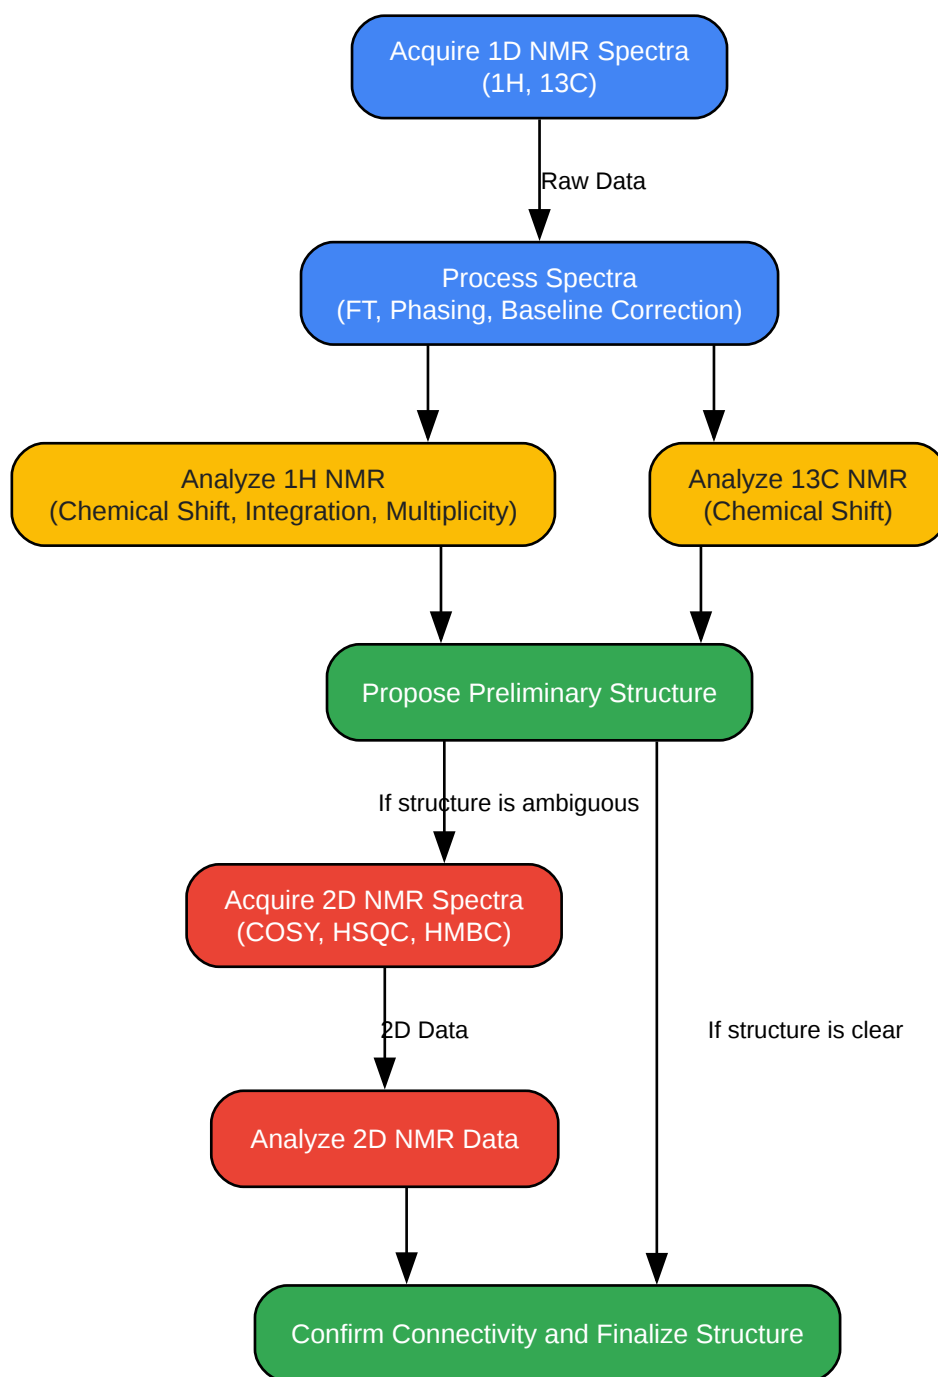 Acquire 1D NMR Spectra
(1H, 13C)
Raw Data
Process Spectra
(FT, Phasing, Baseline Correction)
Analyze 1H NMR
(Chemical Shift, Integration, Multiplicity)
Analyze 13C NMR
(Chemical Shift)
Propose Preliminary Structure
If structure is ambiguous
Acquire 2D NMR Spectra
(COSY, HSQC, HMBC)
2D Data
If structure is clear
Analyze 2D NMR Data
Confirm Connectivity and Finalize Structure